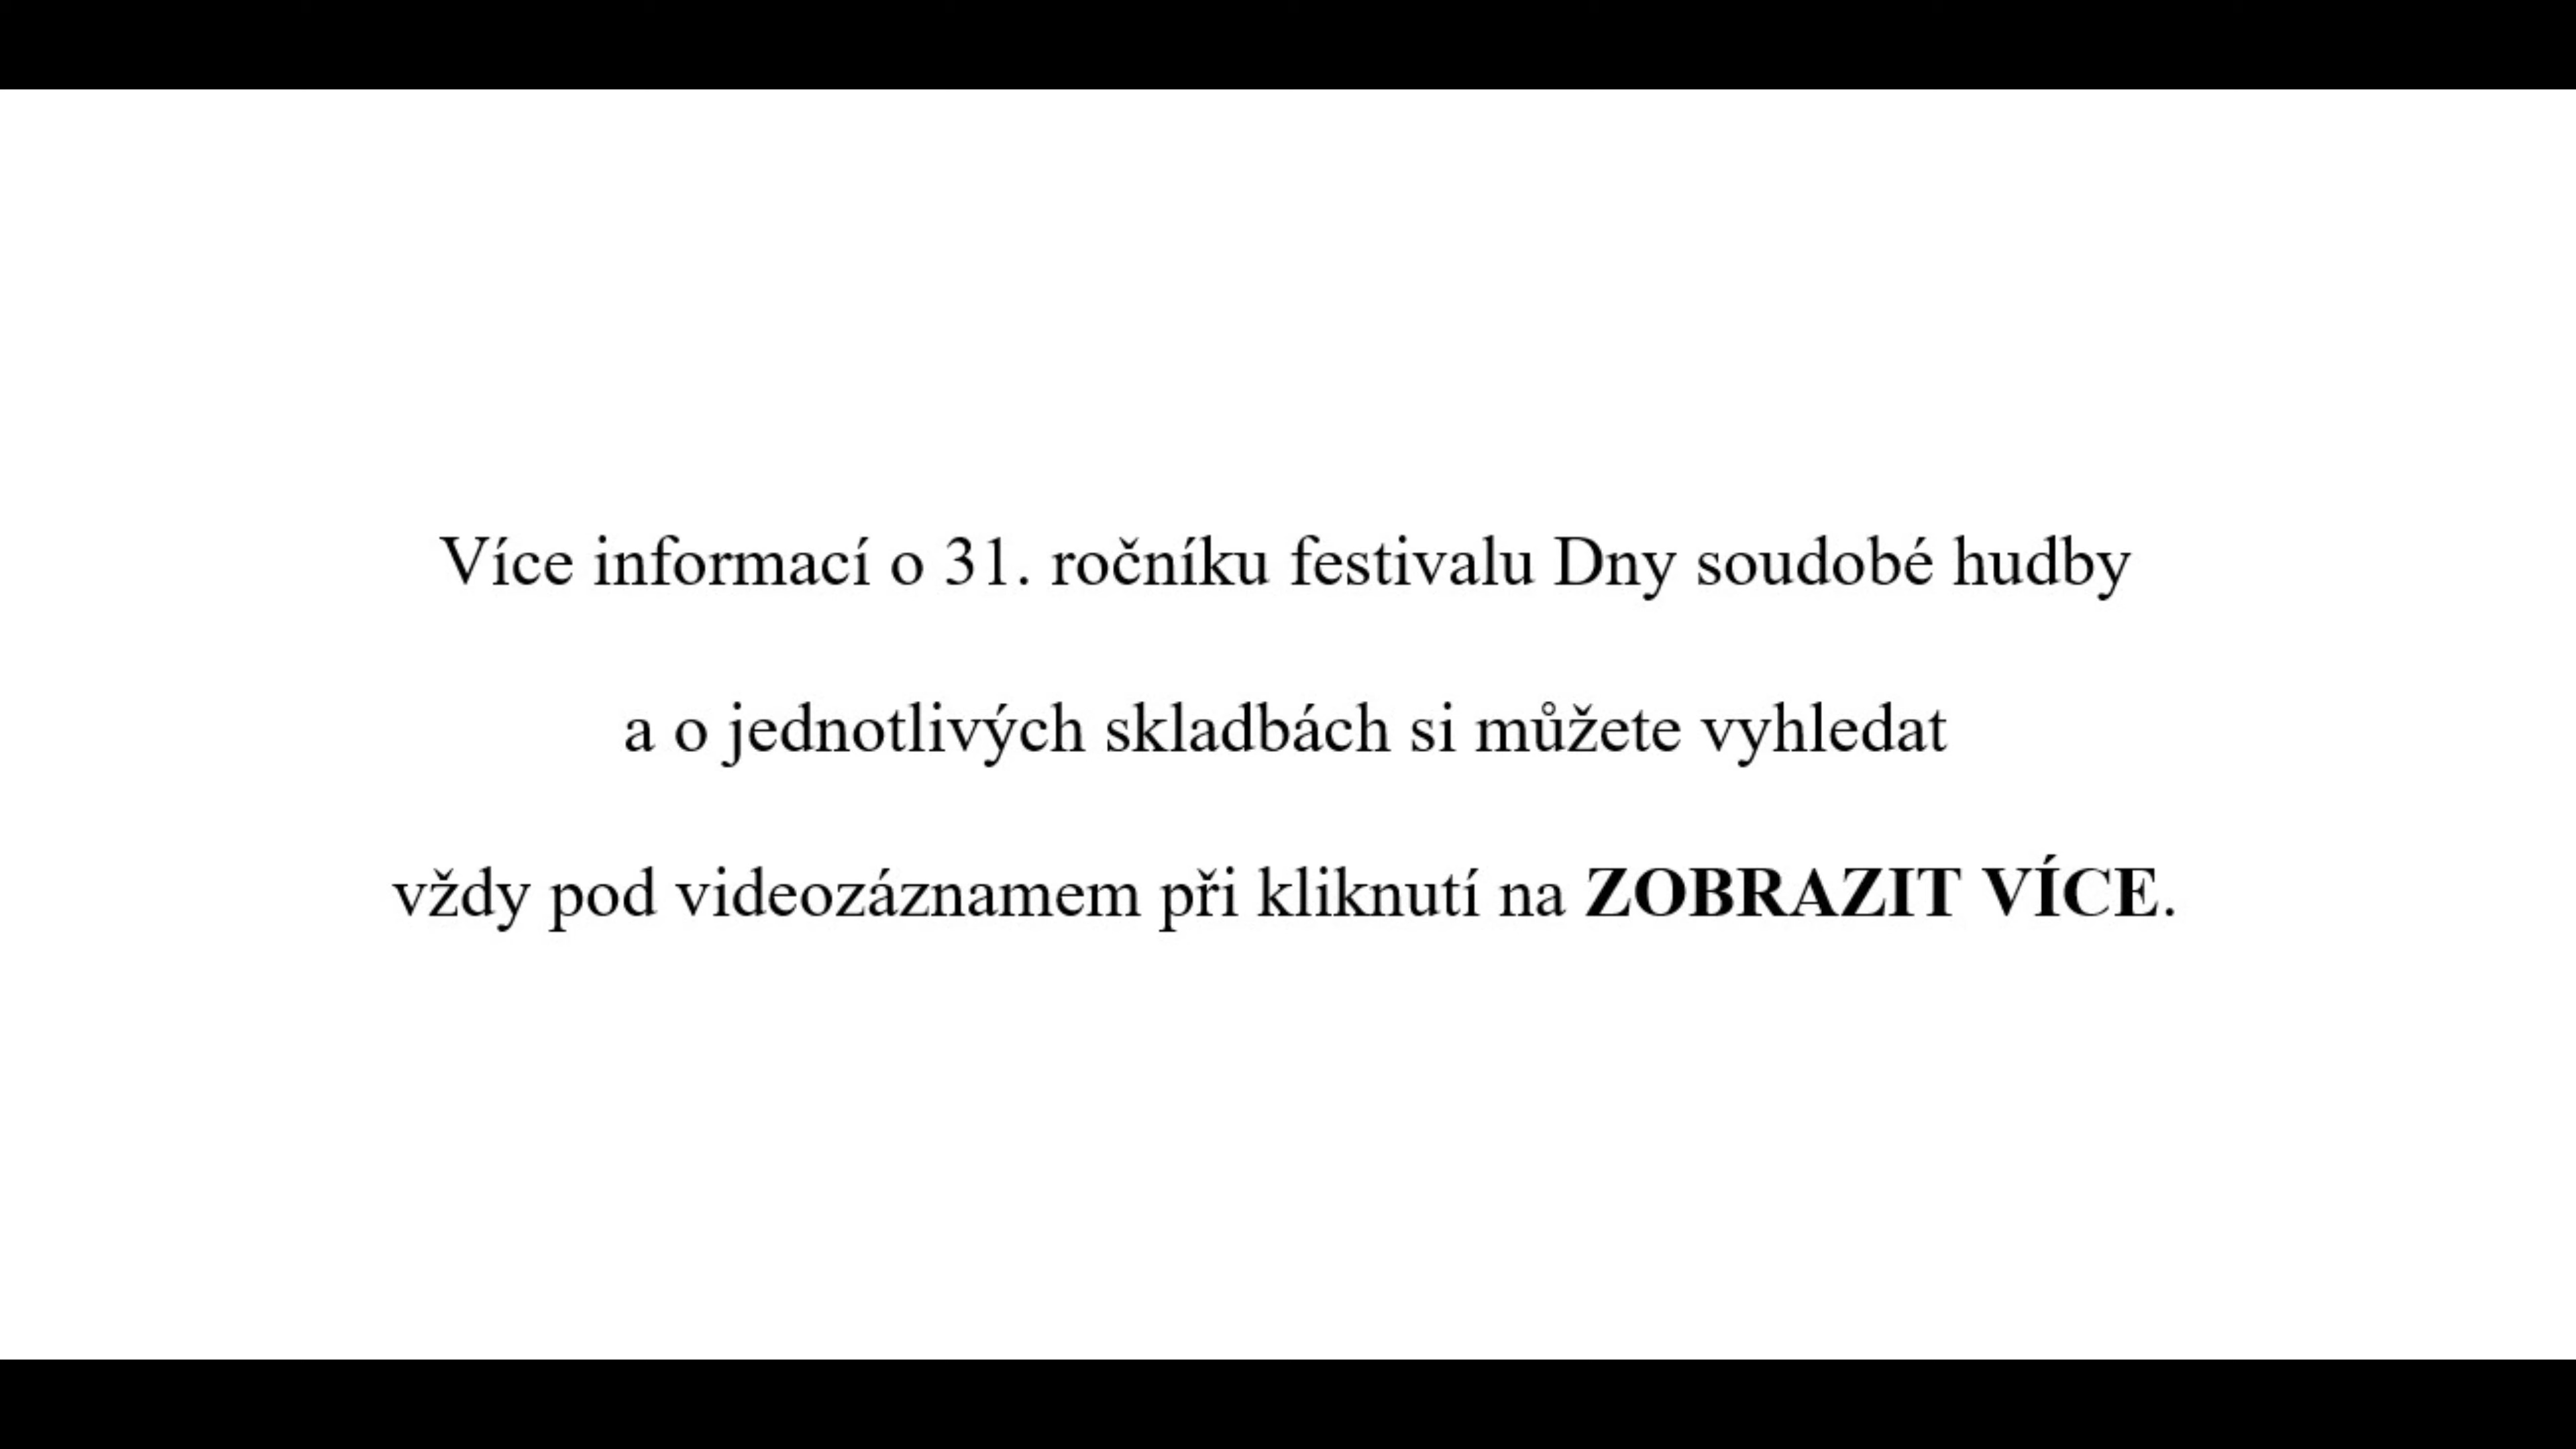 Více informací o 31. ročníku festivalu Dny soudobé hudby
a o jednotlivých skladbách si můžete vyhledat
vždy pod videozáznamem při kliknutí na ZOBRAZIT VÍCE.